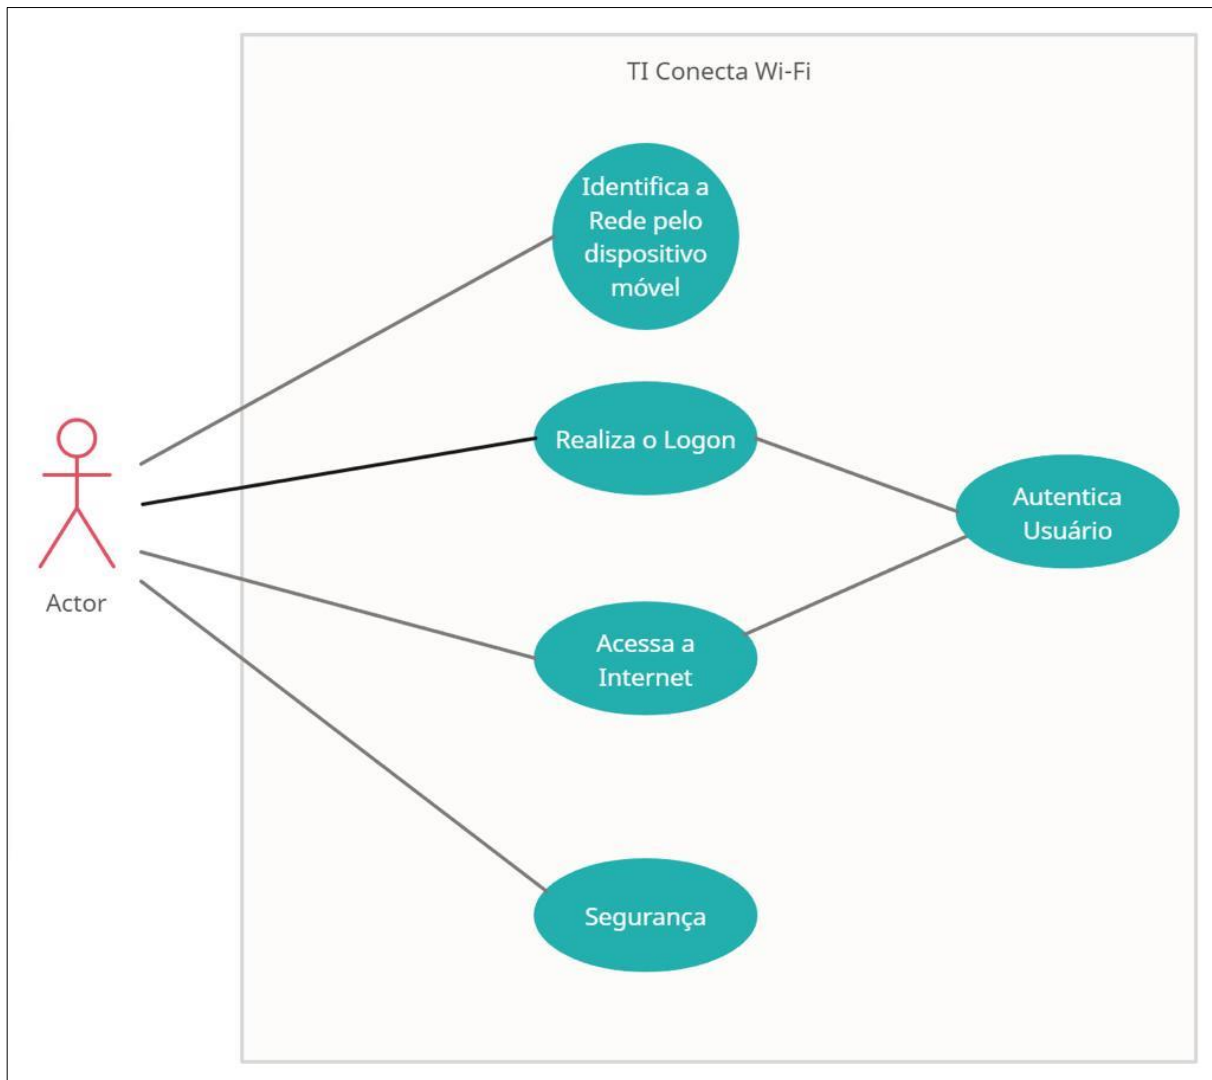 TI Conecta Wi-Fi
Identifica a
Rede pelo
dispositivo
móvel
Realiza o Logon
Autentica
Usuário
Actor
Acessa a
Internet
Segurança